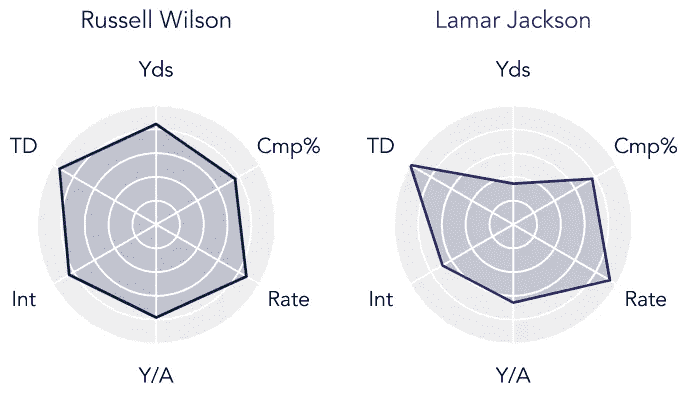 Russell Wilson
Yds
Cmp%
Rate
Y/A
Int
TD
Lamar Jackson
Yds
Cmp%
Rate
Y/A
Int
TD